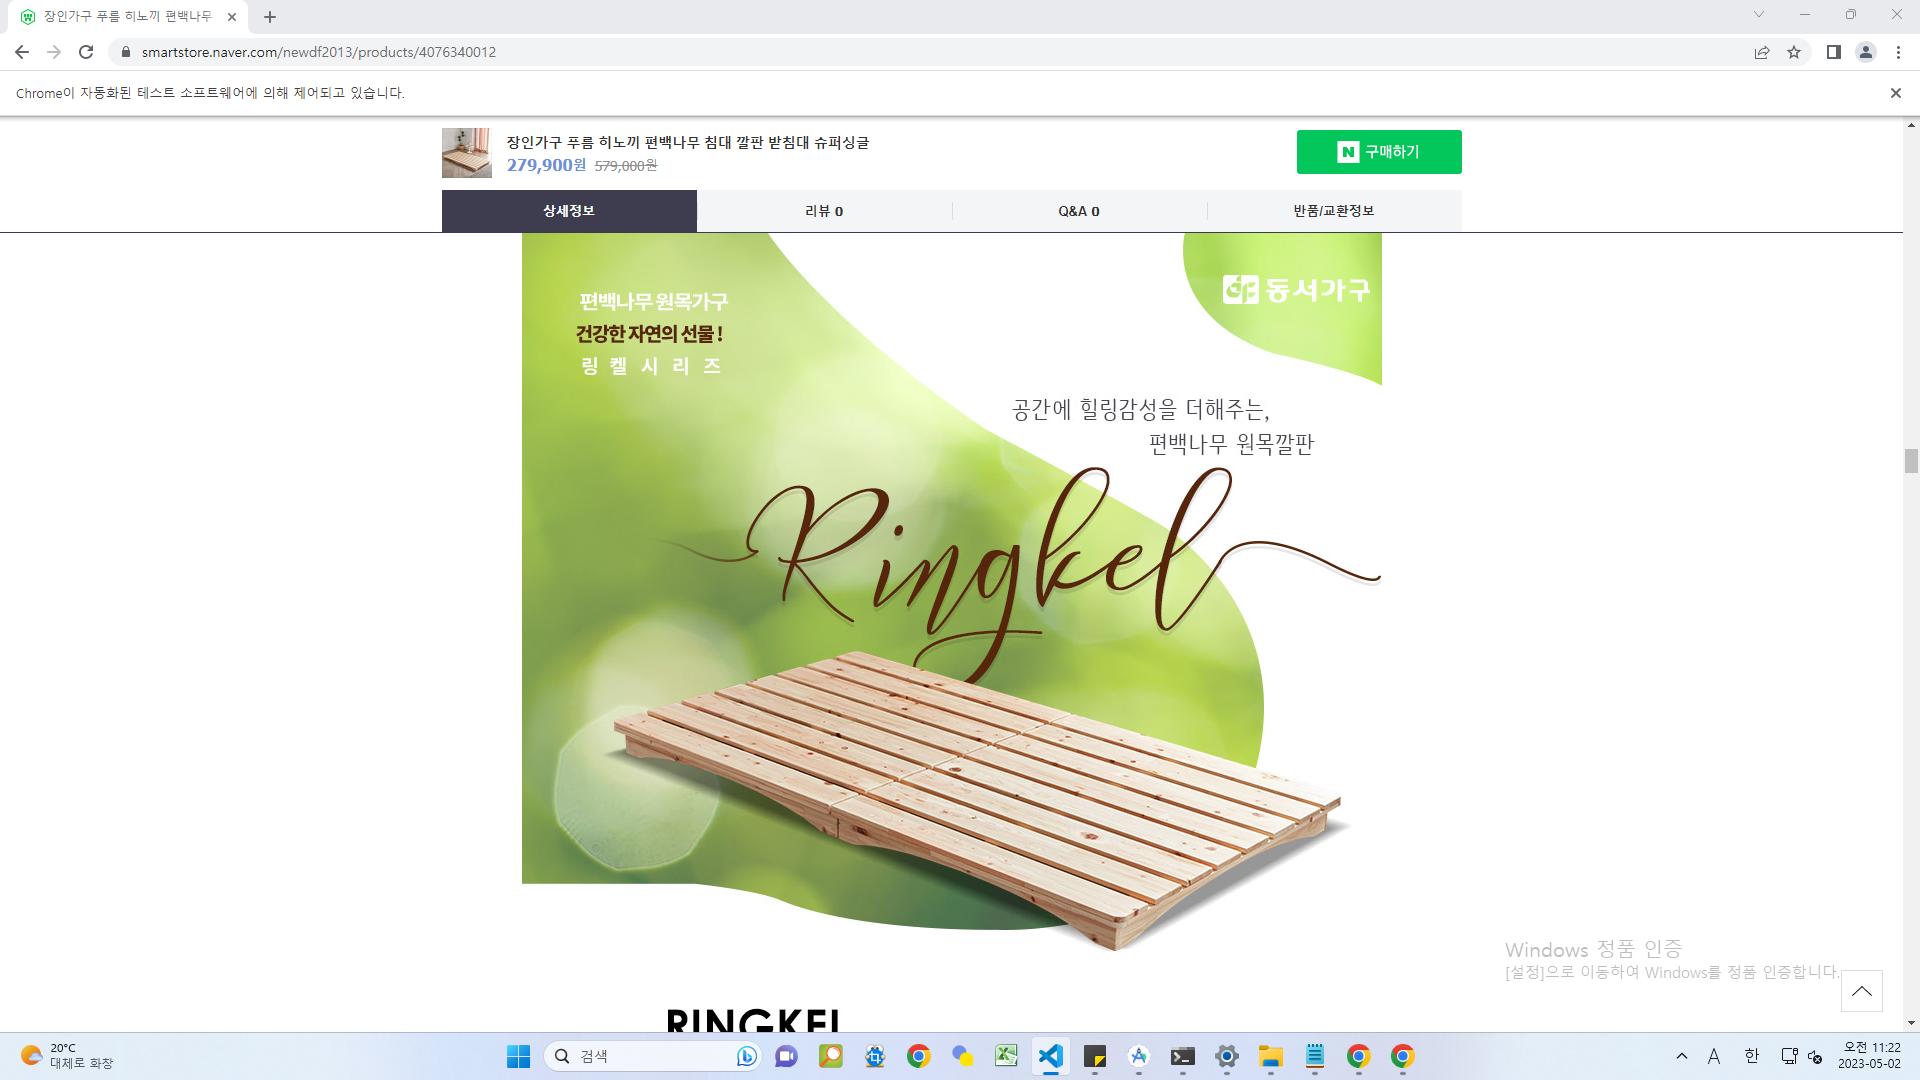 장인가구 푸름 히노끼 편백나무
smartstore.naver.com/newdf2013/products/4076340012
Chrome이 자동화된 테스트 소프트웨어에 의해 제어되고 있습니다.
장인가구 푸름 히노끼 편백나무 침대 깔판 받침대 슈퍼싱글
279,900원 579,000원
N 구매하기
상세정보 리뷰 0 Q&A 0 반품/교환정보
편백나무 원목가구
건강한 자연의 선물 !
링켈시리즈
df 동서가구
공간에 힐링감성을 더해주는,
편백나무 원목깔판
Ringkel
RINGKEL
Windows 정품 인증
[설정]으로 이동하여 Windows를 정품 인증합니다.
20°C
대체로 화창
검색
A 한
오전 11:22
2023-05-02